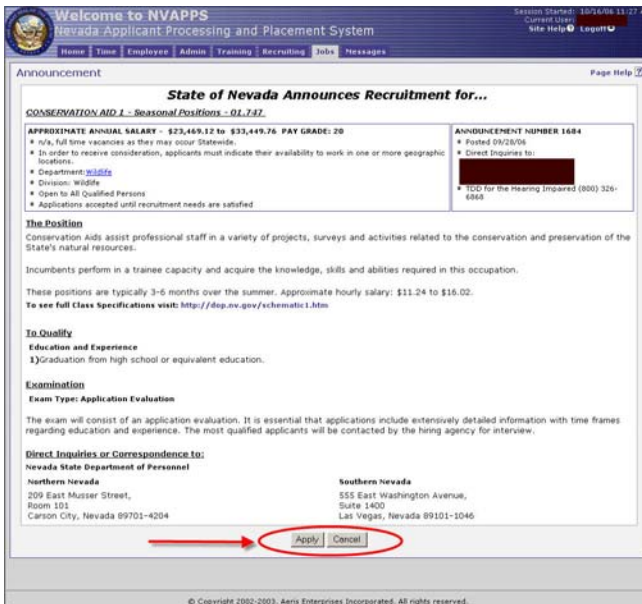 Welcome to NVAPPS
Nevada Applicant Processing and Placement System
Session Started: 10/16/06 11:27
Current User:
Site Help Logoff
Home Time Employee Admin Training Recruiting Jobs Messages
Announcement
Page Help
State of Nevada Announces Recruitment for...
CONSERVATION AID 1 - Seasonal Positions - 01.747
APPROXIMATE ANNUAL SALARY - $23,469.12 to $33,449.76 PAY GRADE: 20
n/a, full time vacancies as they may occur Statewide.
In order to receive consideration, applicants must indicate their availability to work in one or more geographic
locations.
Department:Wildlife
Division: Wildlife
Open to All Qualified Persons
Applications accepted until recruitment needs are satisfied
ANNOUNCEMENT NUMBER 1684
Posted 09/28/06
Direct Inquiries to:
TDD for the Hearing Impaired (800) 326-
6868
The Position
Conservation Aids assist professional staff in a variety of projects, surveys and activities related to the conservation and preservation of the
State's natural resources.
Incumbents perform in a trainee capacity and acquire the knowledge, skills and abilities required in this occupation.
These positions are typically 3-6 months over the summer. Approximate hourly salary: $11.24 to $16.02.
To see full Class Specifications visit: http://dop.nv.gov/schematic1.htm
To Qualify
Education and Experience
1)Graduation from high school or equivalent education.
Examination
Exam Type: Application Evaluation
The exam will consist of an application evaluation. It is essential that applications include extensively detailed information with time frames
regarding education and experience. The most qualified applicants will be contacted by the hiring agency for interview.
Direct Inquiries or Correspondence to:
Nevada State Department of Personnel
Northern Nevada
209 East Musser Street,
Room 101
Carson City, Nevada 89701-4204
Southern Nevada
555 East Washington Avenue,
Suite 1400
Las Vegas, Nevada 89101-1046
Apply Cancel
© Copyright 2002-2003, Aeris Enterprises Incorporated. All rights reserved.